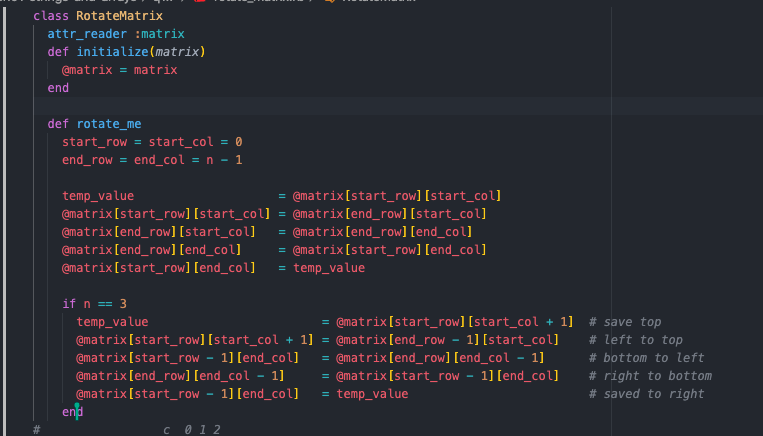 class RotateMatrix
attr_reader :matrix
def initialize(matrix)
@matrix = matrix
end
def rotate_me
start_row = start_col = 0
end_row = end_col = n - 1
temp_value = @matrix[start_row][start_col]
@matrix[start_row][start_col] = @matrix[end_row][start_col]
@matrix[end_row][start_col] = @matrix[end_row][end_col]
@matrix[end_row][end_col] = @matrix[start_row][end_col]
@matrix[start_row][end_col] = temp_value
if n == 3
temp_value = @matrix[start_row][start_col + 1] # save top
@matrix[start_row][start_col + 1] = @matrix[end_row - 1][start_col] # left to top
@matrix[start_row - 1][end_col] = @matrix[end_row][end_col - 1] # bottom to left
@matrix[end_row][end_col - 1] = @matrix[start_row - 1][end_col] # right to bottom
@matrix[start_row - 1][end_col] = temp_value # saved to right
end
# c 0 1 2